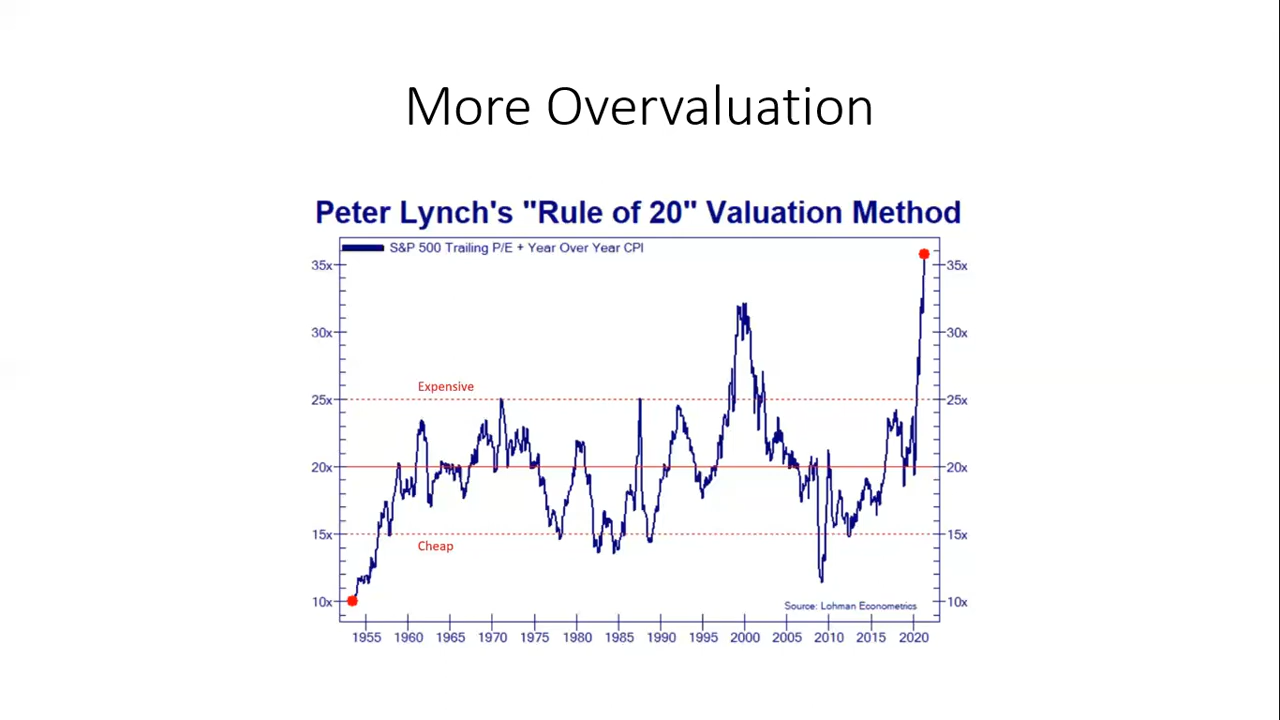 More Overvaluation
Peter Lynch's "Rule of 20" Valuation Method
S&P 500 Trailing P/E + Year Over Year CPI
35x 35x
30x 30x
Expensive
25x 25x
20x 20x
15x 15x
Cheap
10x 10x
Source: Lohman Econometrics
1955 1960 1965 1970 1975 1980 1985 1990 1995 2000 2005 2010 2015 2020